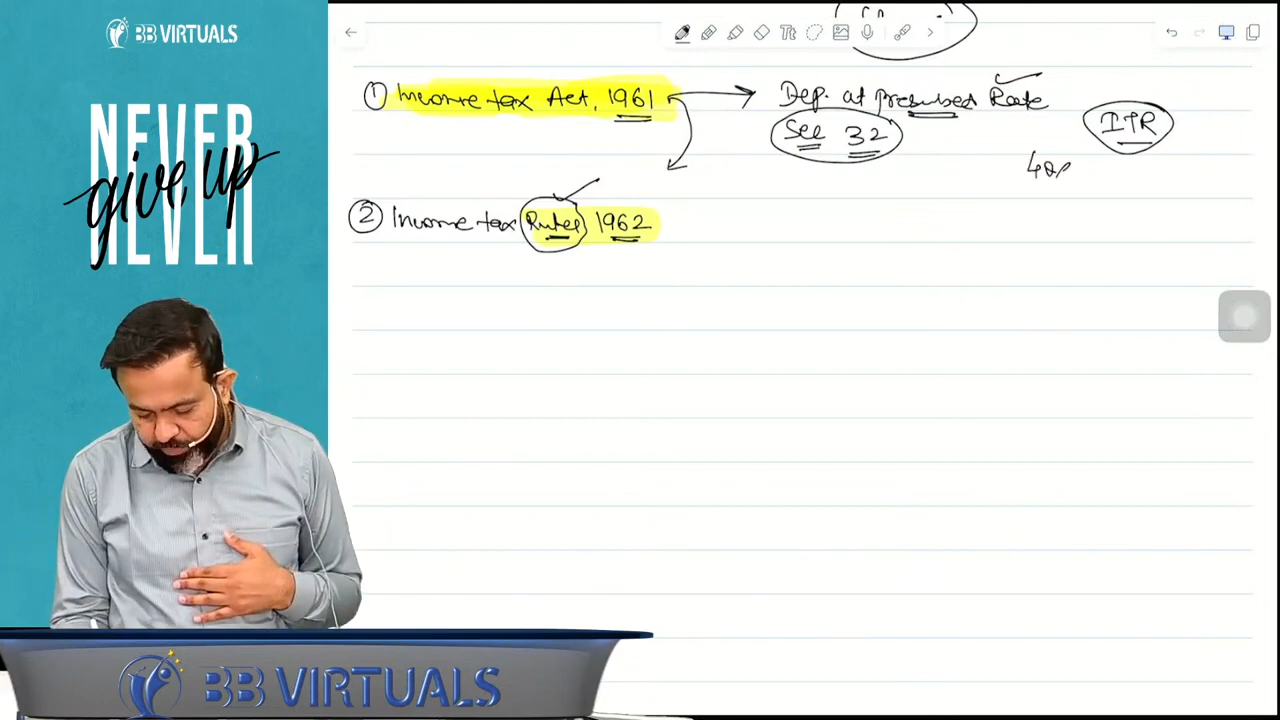 BB VIRTUALS
NEVER
give up
NEVER
① Income tax Act, 1961 → Dep. at prescribed Rate
Sec 32
ITR
40%
② Income tax Rules 1962
BB VIRTUALS